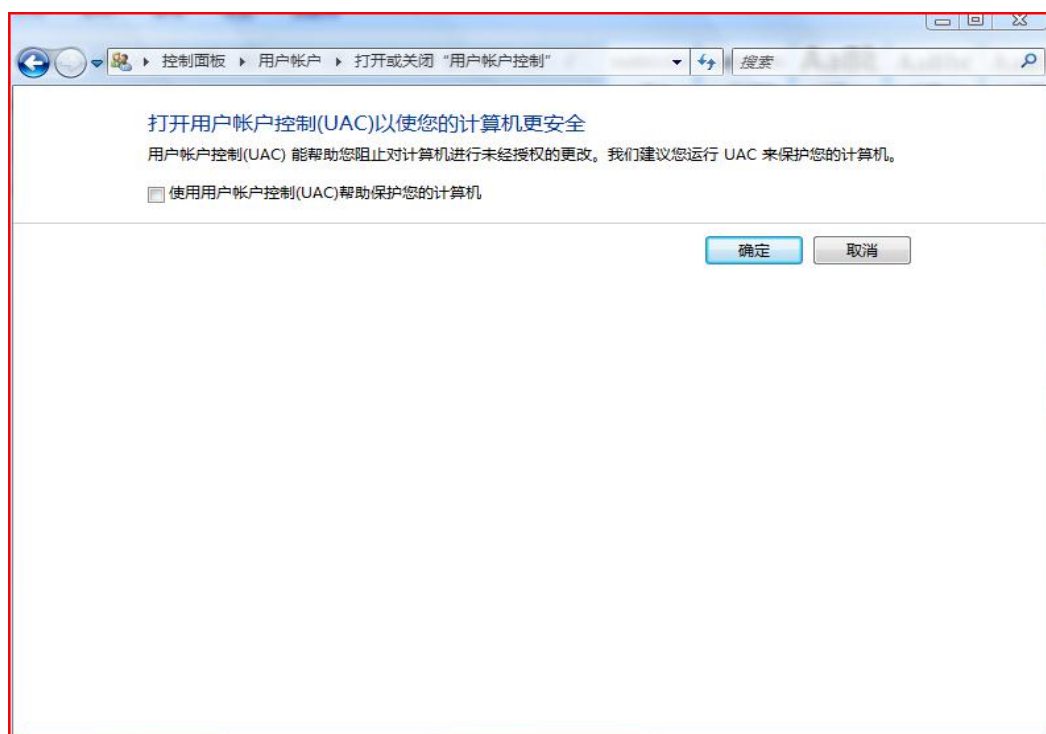 控制面板 用户帐户 打开或关闭“用户帐户控制”
搜索
打开用户帐户控制(UAC)以使您的计算机更安全
用户帐户控制(UAC) 能帮助您阻止对计算机进行未经授权的更改。我们建议您运行 UAC 来保护您的计算机。
使用用户帐户控制(UAC)帮助保护您的计算机
确定 取消